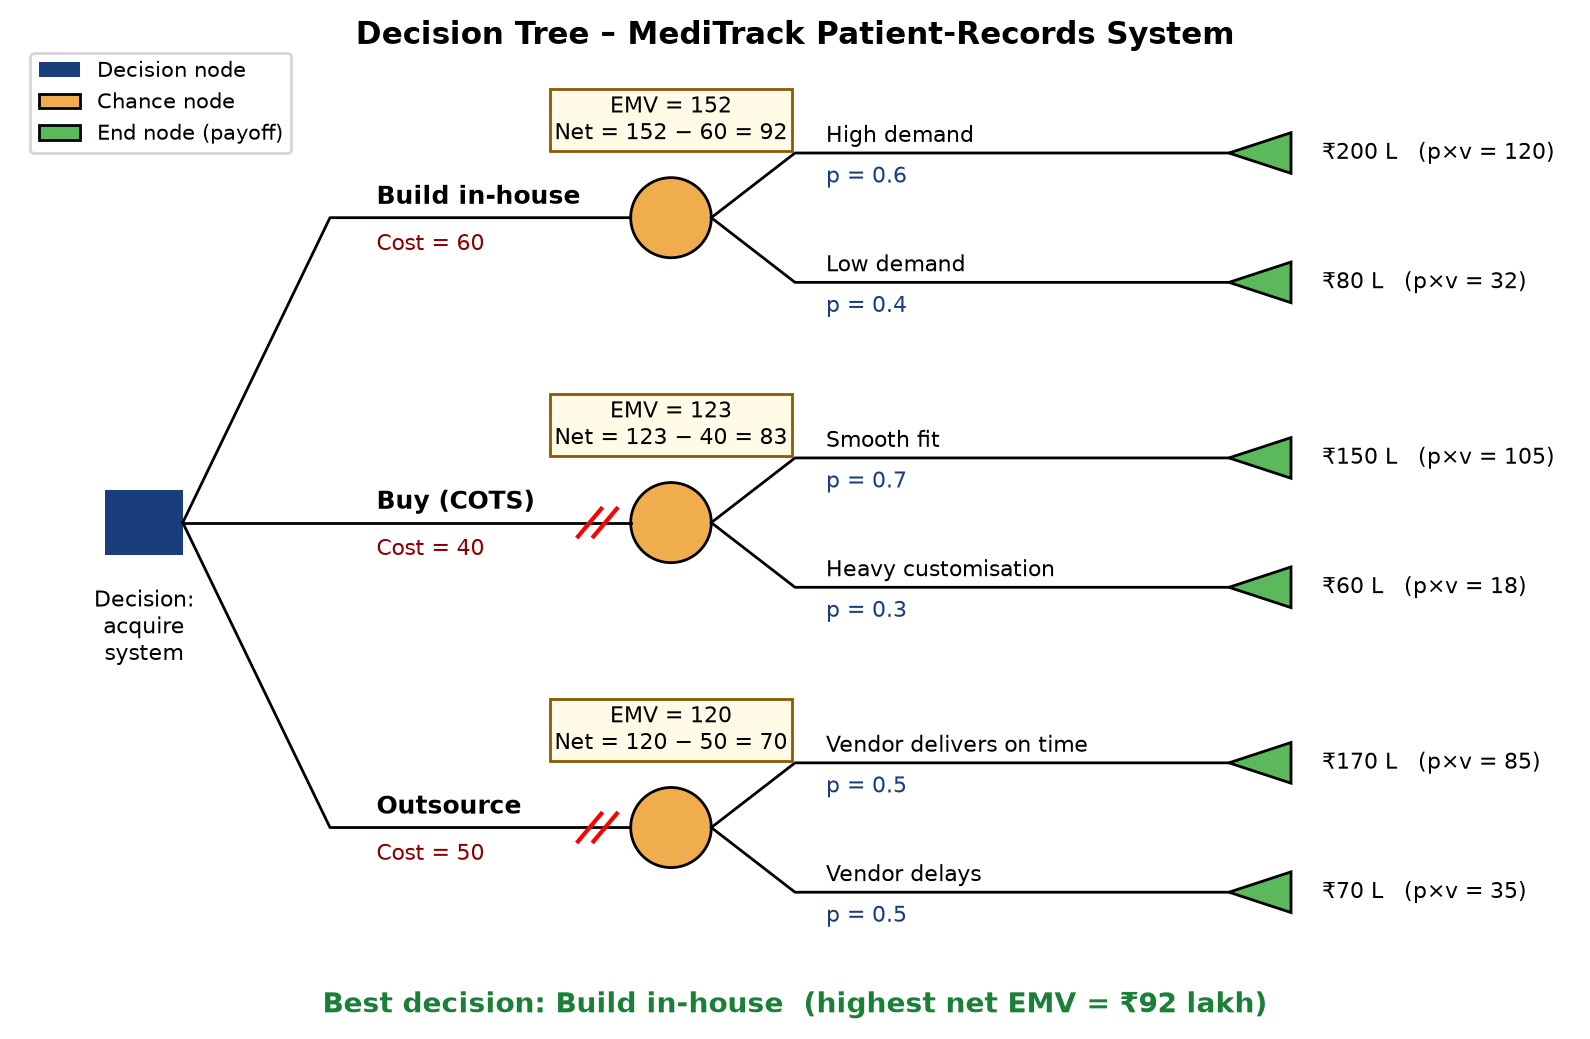 Decision Tree – MediTrack Patient-Records System
Decision node
Chance node
End node (payoff)
EMV = 152
Net = 152 − 60 = 92
High demand
p = 0.6
₹200 L   (p×v = 120)
Build in-house
Cost = 60
Low demand
p = 0.4
₹80 L   (p×v = 32)
EMV = 123
Net = 123 − 40 = 83
Smooth fit
p = 0.7
₹150 L   (p×v = 105)
Buy (COTS)
Cost = 40
Heavy customisation
p = 0.3
₹60 L   (p×v = 18)
Decision:
acquire
system
EMV = 120
Net = 120 − 50 = 70
Vendor delivers on time
p = 0.5
₹170 L   (p×v = 85)
Outsource
Cost = 50
Vendor delays
p = 0.5
₹70 L   (p×v = 35)
Best decision: Build in-house  (highest net EMV = ₹92 lakh)